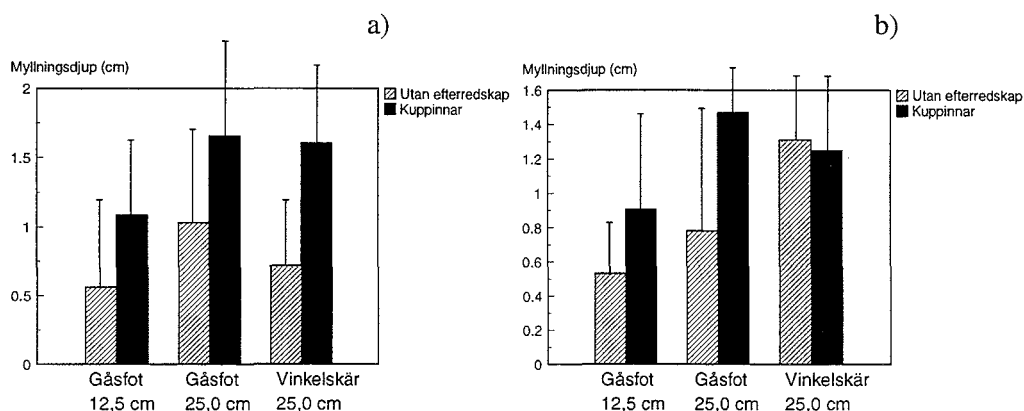 a)
Myllningsdjup (cm)
2
1.5
1
0.5
0
Utan efterredskap
Kuppinnar
Gåsfot
12,5 cm
Gåsfot
25,0 cm
Vinkelskär
25,0 cm
b)
Myllningsdjup (cm)
1.6
1.4
1.2
1
0.8
0.6
0.4
0.2
0
Utan efterredskap
Kuppinnar
Gåsfot
12,5 cm
Gåsfot
25,0 cm
Vinkelskär
25,0 cm